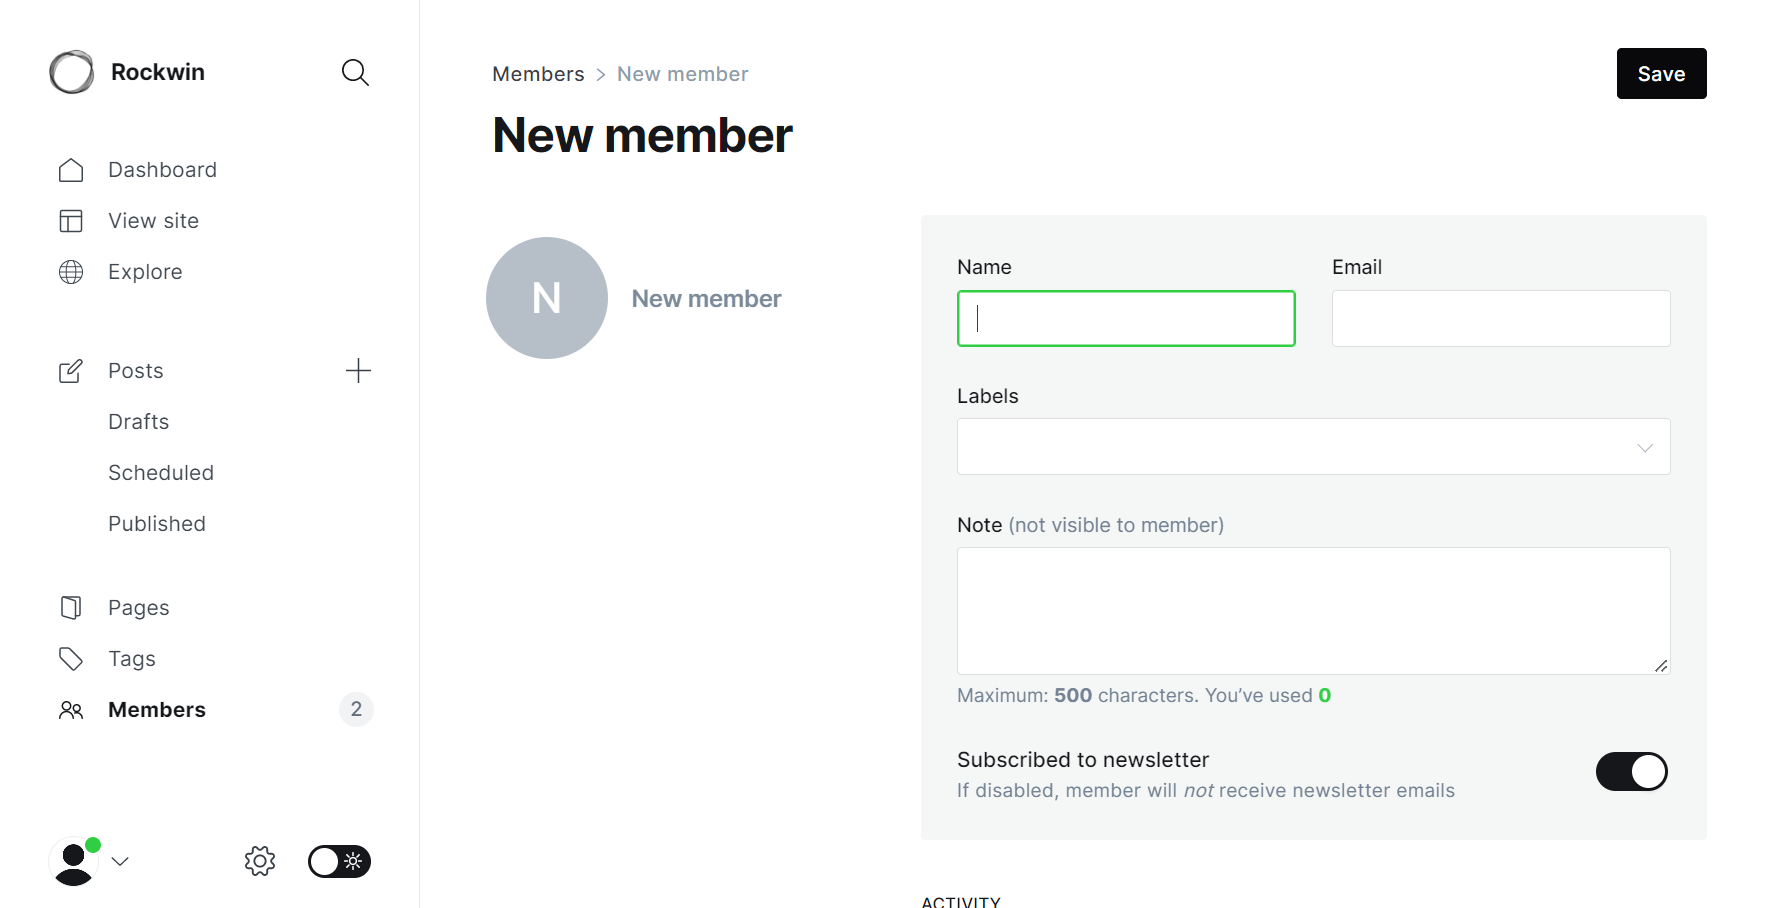 Rockwin
Dashboard
View site
Explore
Posts
Drafts
Scheduled
Published
Pages
Tags
Members
2
Members > New member
Save
New member
N
New member
Name
Email
Labels
Note (not visible to member)
Maximum: 500 characters. You’ve used 0
Subscribed to newsletter
If disabled, member will not receive newsletter emails
ACTIVITY